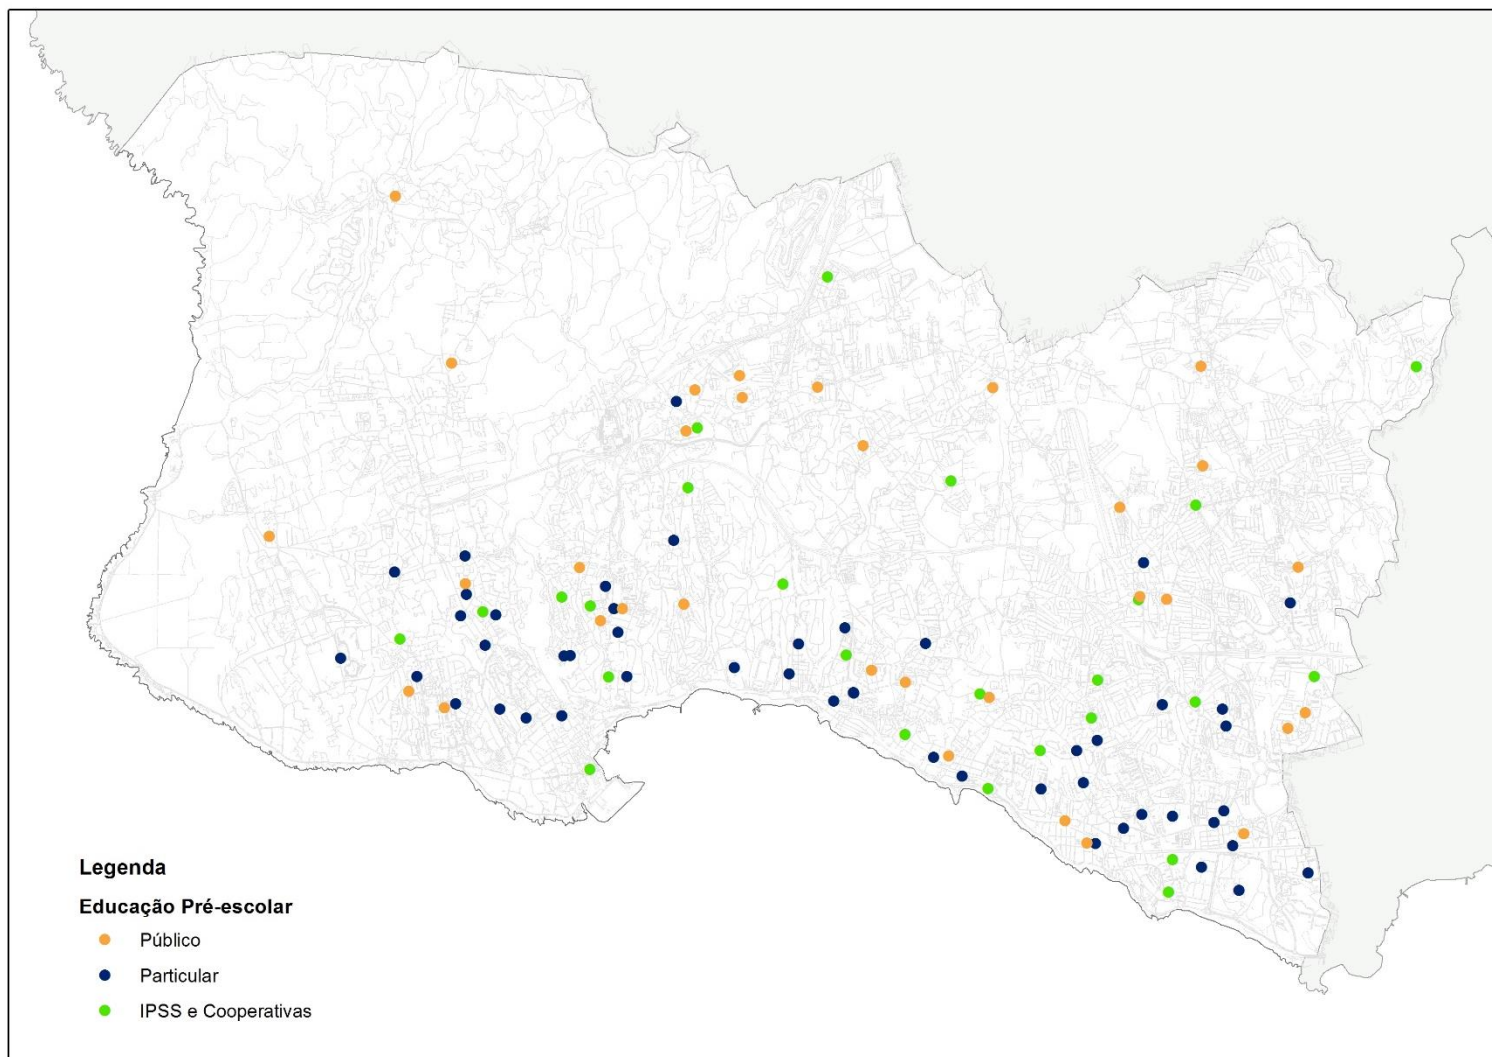 Legenda
Educação Pré-escolar
Público
Particular
IPSS e Cooperativas